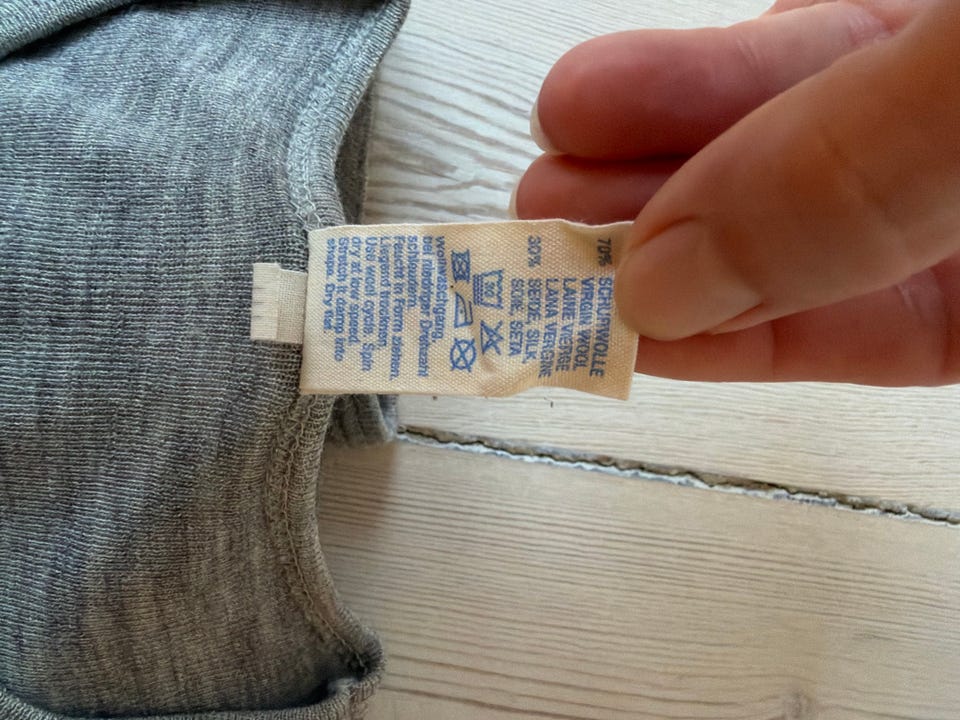 70% SCHURWOLLE
VIRGIN WOOL
LAINE VIERGE
LANA VERGINE
30% SEIDE, SILK,
SOIE, SETA
30
Wollwaschgang.
Bei niedriger Drehzahl
schleudern.
Feucht in Form ziehen.
Liegend trocknen.
Use wool cycle. Spin
dry at low speed.
Stretch damp into
shape. Dry flat.